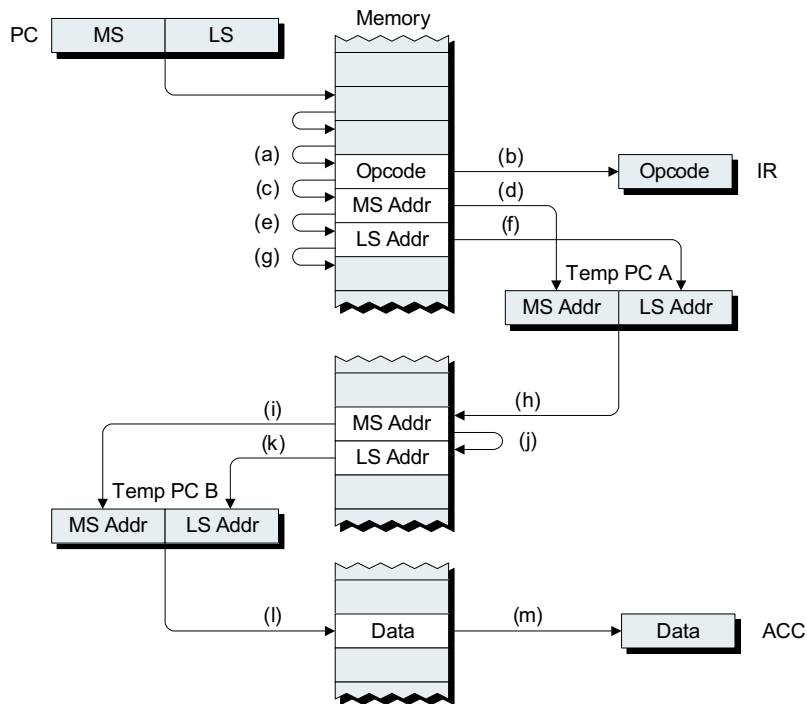 Memory
PC
MS
LS
(a)
Opcode
(b)
Opcode
IR
(c)
MS Addr
(d)
(e)
LS Addr
(f)
(g)
Temp PC A
MS Addr
LS Addr
(h)
(i)
MS Addr
(j)
(k)
LS Addr
Temp PC B
MS Addr
LS Addr
(l)
Data
(m)
Data
ACC